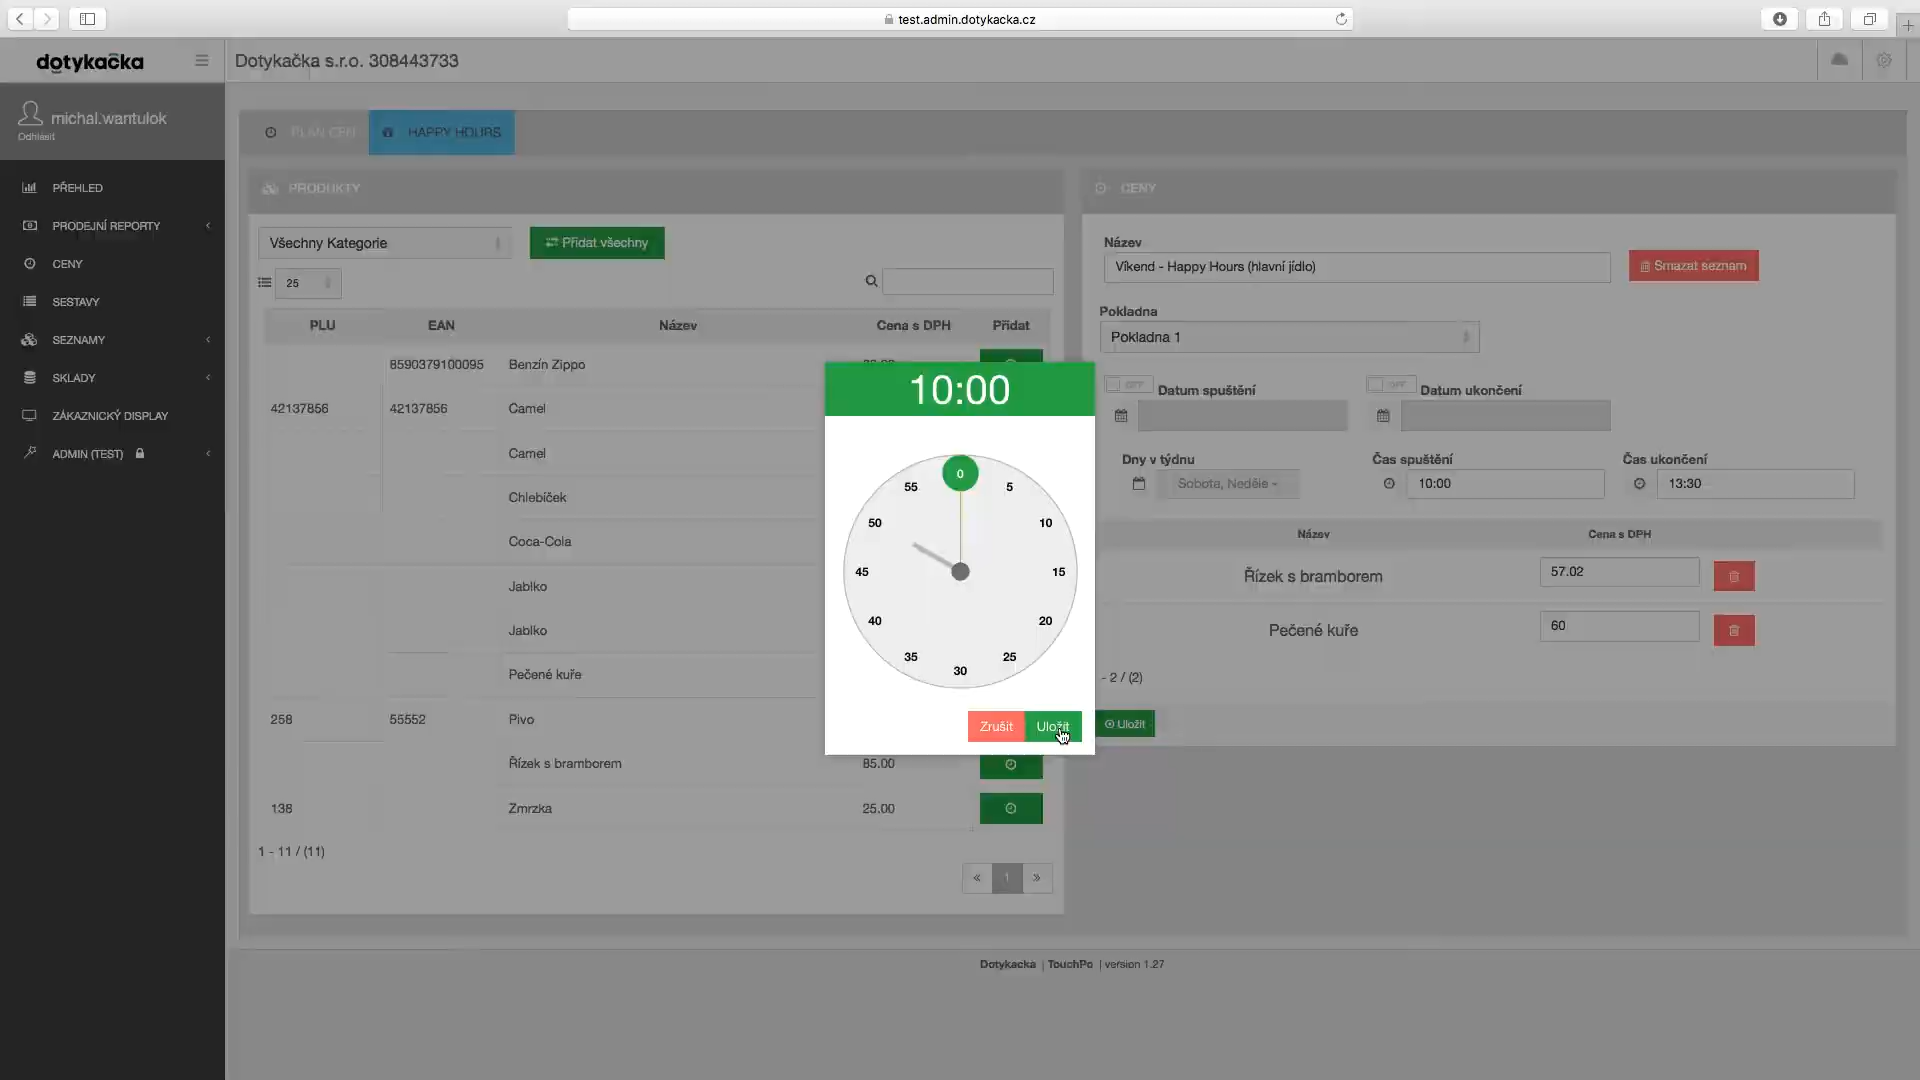 test.admin.dotykacka.cz
dotykačka
Dotykačka s.r.o. 308443733
michal.wantulok
Odhlásit
PŘEHLED
PRODEJNÍ REPORTY
CENY
SESTAVY
SEZNAMY
SKLADY
ZÁKAZNICKÝ DISPLAY
ADMIN (TEST)
PLÁN CEN
HAPPY HOURS
PRODUKTY
Všechny Kategorie
Přidat všechny
25
PLU EAN Název Cena s DPH Přidat
8590379100095 Benzín Zippo
42137856 42137856 Camel
Camel
Chlebíček
Coca-Cola
Jablko
Jablko
Pečené kuře
258 55552 Pivo
Řízek s bramborem 85.00
138 Zmrzka 25.00
1 - 11 / (11)
« 1 »
10:00
0
5
10
15
20
25
30
35
40
45
50
55
Zrušit Uložit
CENY
Název
Víkend - Happy Hours (hlavní jídlo)
Smazat seznam
Pokladna
Pokladna 1
OFF Datum spuštění
OFF Datum ukončení
Dny v týdnu
Sobota, Neděle
Čas spuštění
10:00
Čas ukončení
13:30
Název Cena s DPH
Řízek s bramborem 57.02
Pečené kuře 60
- 2 / (2)
Uložit
Dotykacka | TouchPo | version 1.27